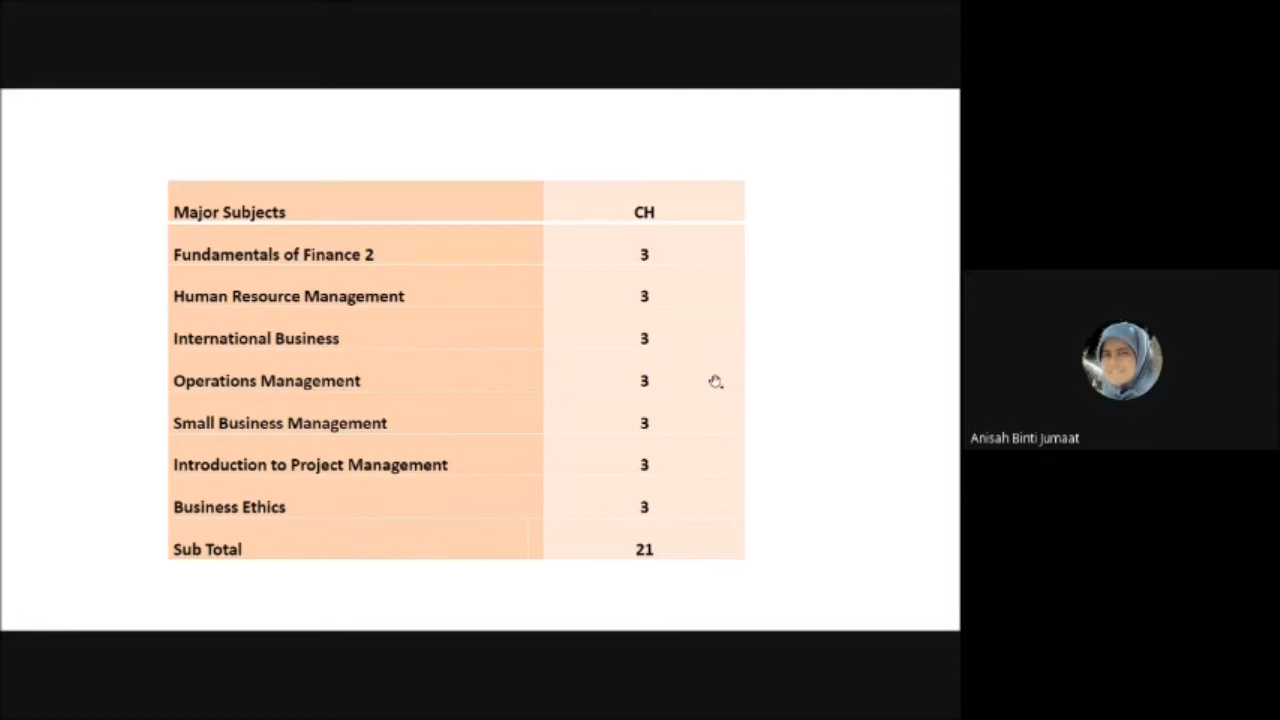 Major Subjects CH
Fundamentals of Finance 2 3
Human Resource Management 3
International Business 3
Operations Management 3
Small Business Management 3
Introduction to Project Management 3
Business Ethics 3
Sub Total 21
Anisah Binti Jumaat